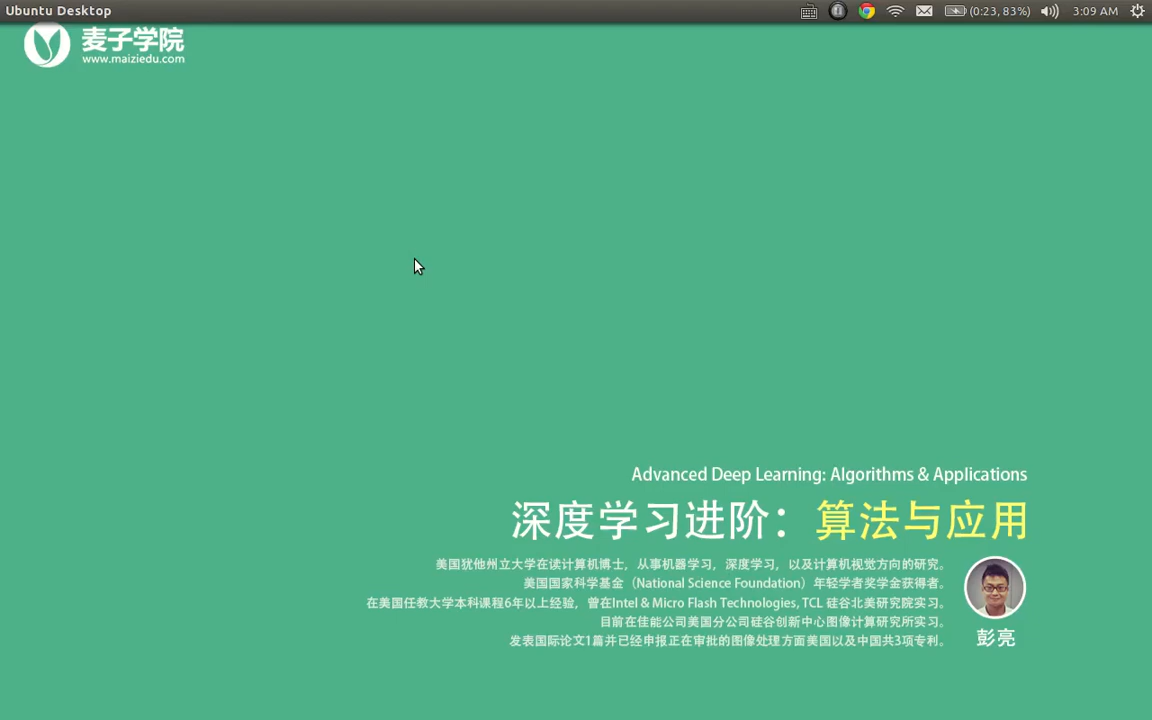 Ubuntu Desktop
(0:23, 83%)
3:09 AM
麦子学院
www.maiziedu.com
Advanced Deep Learning: Algorithms & Applications
深度学习进阶：算法与应用
美国犹他州立大学在读计算机博士，从事机器学习，深度学习，以及计算机视觉方向的研究。
美国国家科学基金（National Science Foundation）年轻学者奖学金获得者。
在美国任教大学本科课程6年以上经验，曾在Intel & Micro Flash Technologies, TCL 硅谷北美研究院实习。
目前在佳能公司美国分公司硅谷创新中心图像计算研究所实习。
发表国际论文1篇并已经申报正在审批的图像处理方面美国以及中国共3项专利。
彭亮